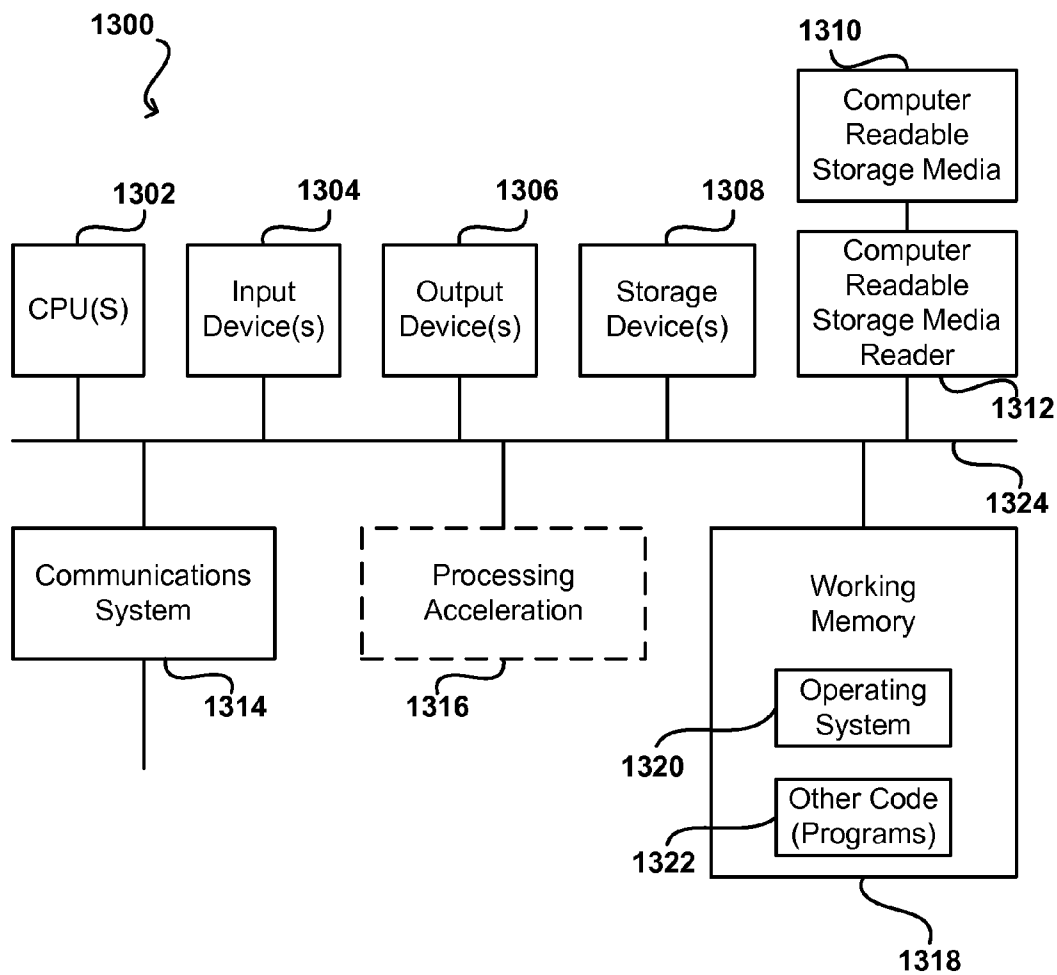 1300
1310
Computer
Readable
Storage Media
1302
1304
1306
1308
CPU(S)
Input
Device(s)
Output
Device(s)
Storage
Device(s)
Computer
Readable
Storage Media
Reader
1312
1324
Communications
System
Processing
Acceleration
Working
Memory
1314
1316
Operating
System
1320
Other Code
(Programs)
1322
1318